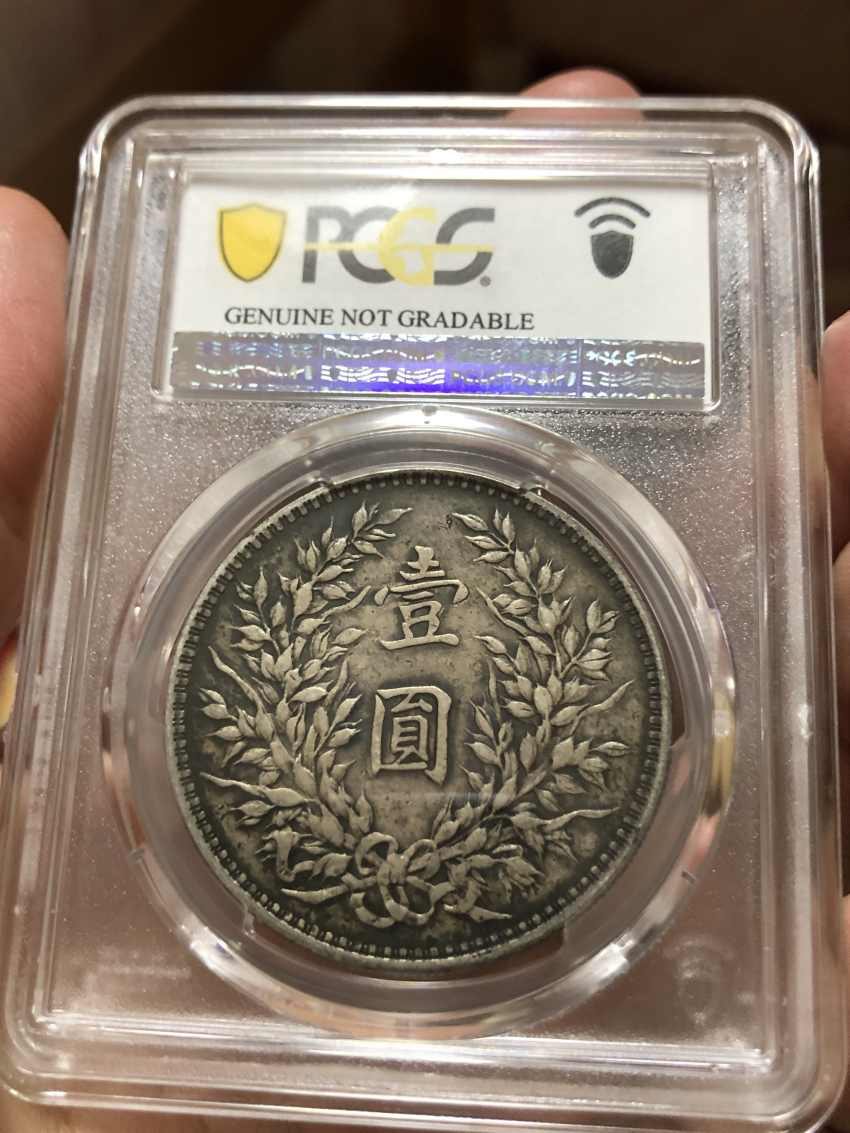 PCGS
GENUINE NOT GRADABLE
壹
圓